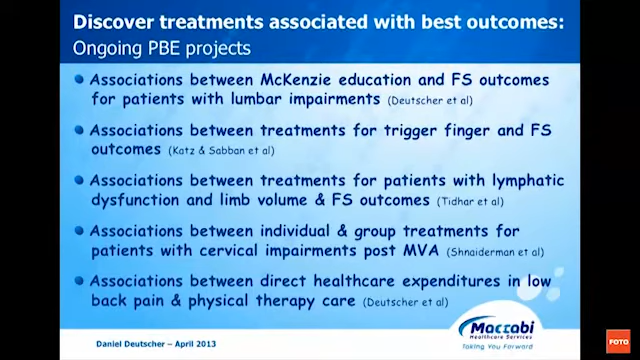 Discover treatments associated with best outcomes:
Ongoing PBE projects
Associations between McKenzie education and FS outcomes
for patients with lumbar impairments (Deutscher et al)
Associations between treatments for trigger finger and FS
outcomes (Katz & Sabban et al)
Associations between treatments for patients with lymphatic
dysfunction and limb volume & FS outcomes (Tidhar et al)
Associations between individual & group treatments for
patients with cervical impairments post MVA (Shnaiderman et al)
Associations between direct healthcare expenditures in low
back pain & physical therapy care (Deutscher et al)
Maccabi
Healthcare Services
Taking You Forward
Daniel Deutscher – April 2013
FOTO